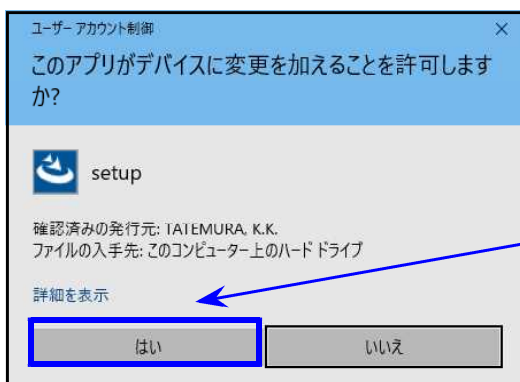 ユーザー アカウント制御
このアプリがデバイスに変更を加えることを許可します
か?
setup
確認済みの発行元: TATEMURA, K.K.
ファイルの入手先: このコンピューター上のハード ドライブ
詳細を表示
はい
いいえ